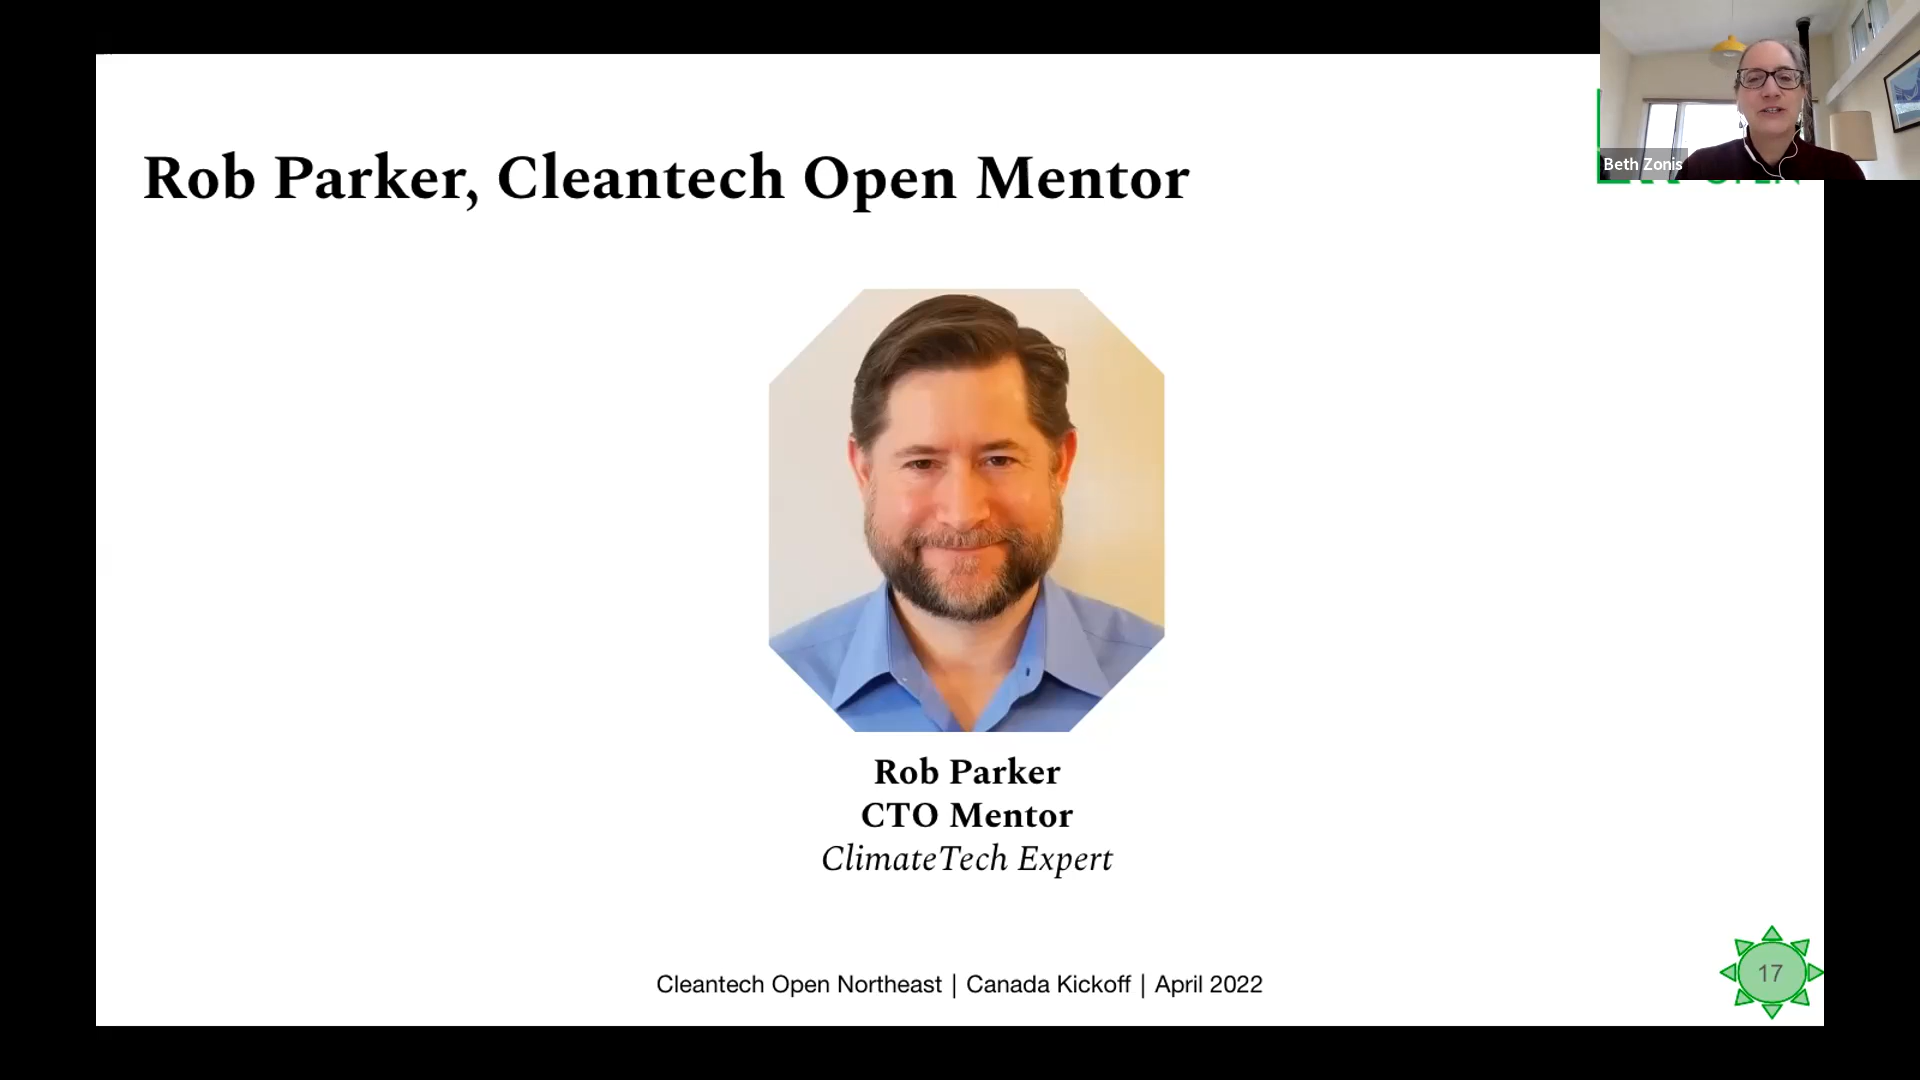 Rob Parker, Cleantech Open Mentor
Beth Zonis
Rob Parker
CTO Mentor
ClimateTech Expert
Cleantech Open Northeast | Canada Kickoff | April 2022
17